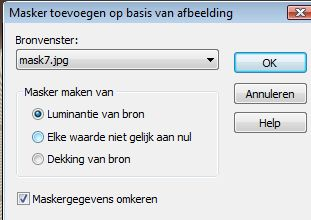 Masker toevoegen op basis van afbeelding
Bronvenster:
mask7.jpg
OK
Annuleren
Help
Masker maken van
Luminantie van bron
Elke waarde niet gelijk aan nul
Dekking van bron
Maskergegevens omkeren